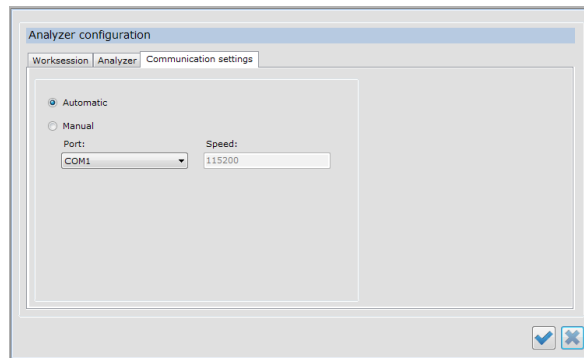 Analyzer configuration
Worksession Analyzer Communication settings
Automatic
Manual
Port: Speed:
COM1 115200